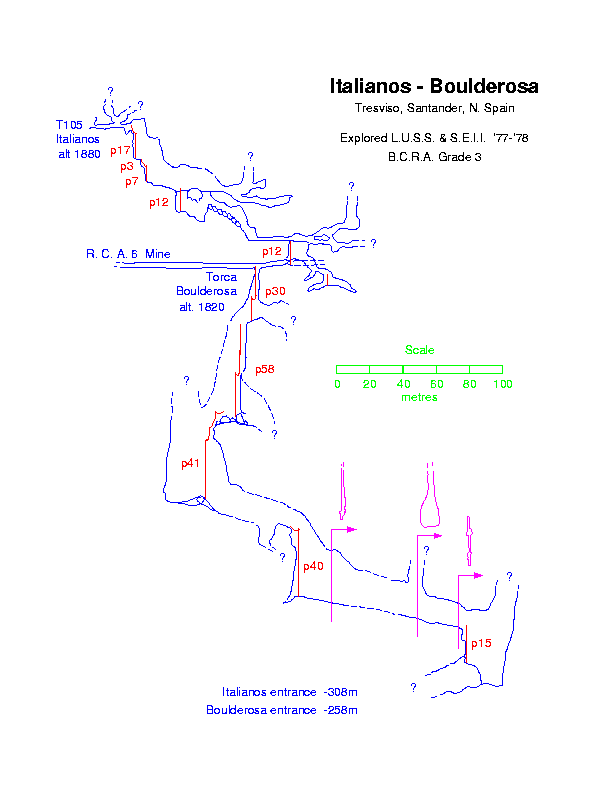 Italianos - Boulderosa
Tresviso, Santander, N. Spain
Explored L.U.S.S. & S.E.I.I. '77-'78
B.C.R.A. Grade 3
?
?
T105
Italianos
alt 1880
p17
p3
p7
?
p12
?
?
p12
R. C. A. 6 Mine
Torca
Boulderosa
alt. 1820
p30
?
p58
Scale
0 20 40 60 80 100
metres
?
?
p41
?
?
p40
?
p15
?
Italianos entrance -308m
Boulderosa entrance -258m